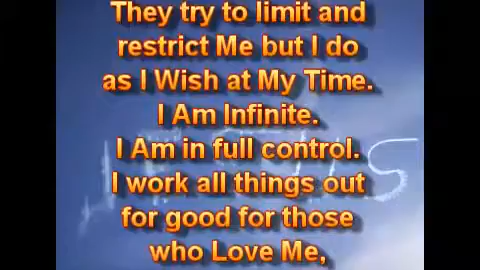 They try to limit and
restrict Me but I do
as I Wish at My Time.
I Am Infinite.
I Am in full control.
I work all things out
for good for those
who Love Me,
JESUS